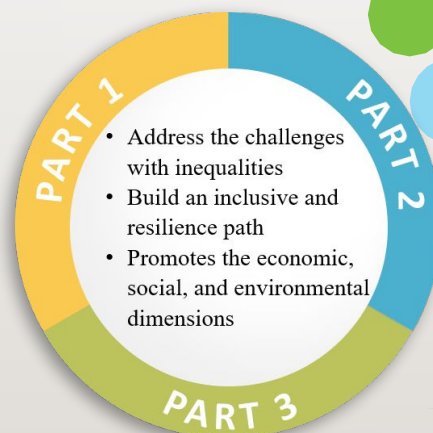 PART 1
PART 2
• Address the challenges
with inequalities
• Build an inclusive and
resilience path
• Promotes the economic,
social, and environmental
dimensions
PART 3